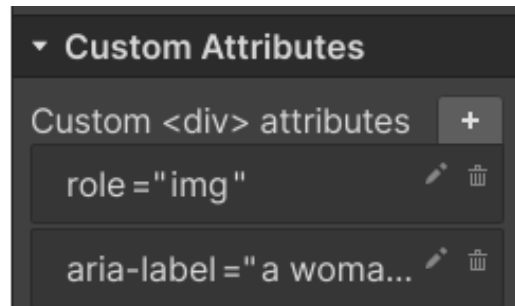 Custom Attributes
Custom <div> attributes +
role="img"
aria-label="a woma...